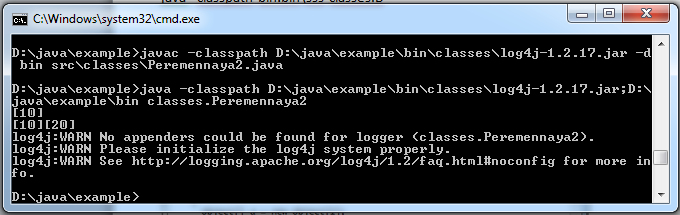 C:\Windows\system32\cmd.exe
D:\java\example>javac -classpath D:\java\example\bin\classes\log4j-1.2.17.jar -d
 bin src\classes\Peremennaya2.java
D:\java\example>java -classpath D:\java\example\bin\classes\log4j-1.2.17.jar;D:\
java\example\bin classes.Peremennaya2
[10]
[10][20]
log4j:WARN No appenders could be found for logger (classes.Peremennaya2).
log4j:WARN Please initialize the log4j system properly.
log4j:WARN See http://logging.apache.org/log4j/1.2/faq.html#noconfig for more in
fo.
D:\java\example>